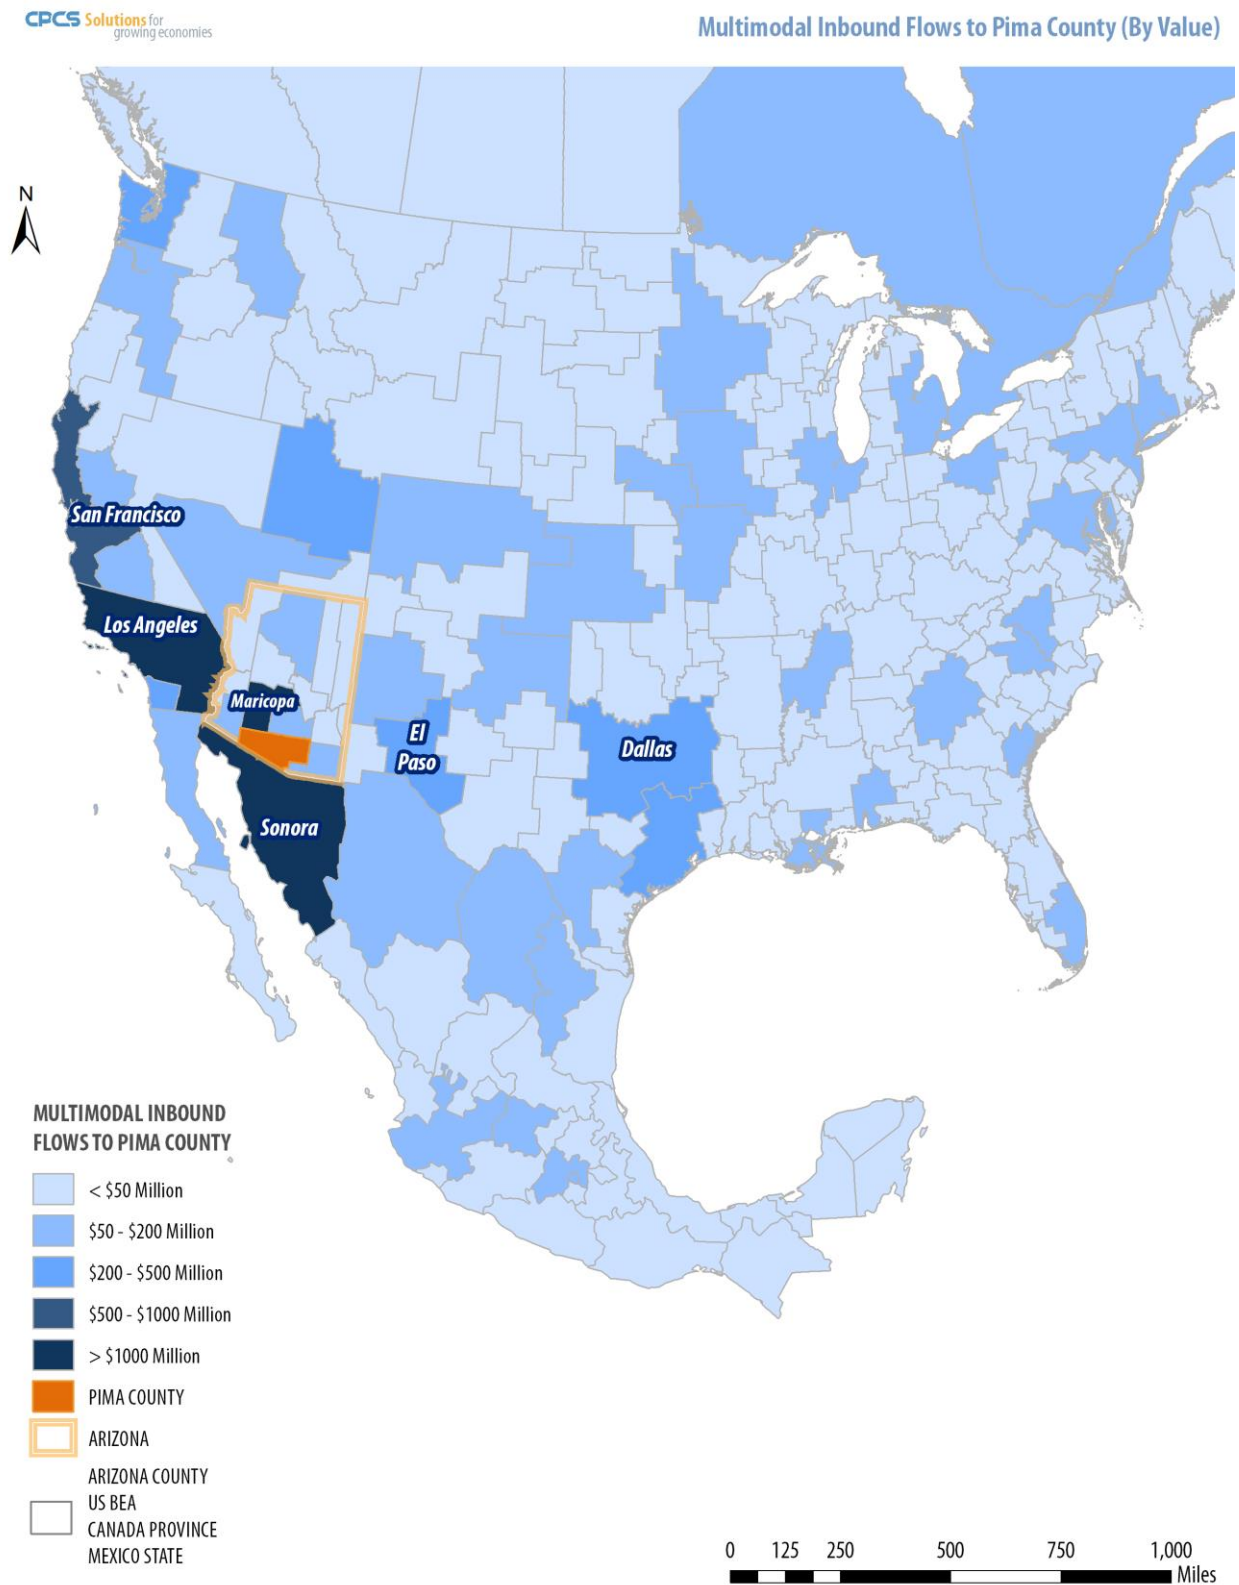 CPCS Solutions for
growing economies
Multimodal Inbound Flows to Pima County (By Value)
N
San Francisco
Los Angeles
Maricopa
El
Paso
Dallas
Sonora
MULTIMODAL INBOUND
FLOWS TO PIMA COUNTY
< $50 Million
$50 - $200 Million
$200 - $500 Million
$500 - $1000 Million
> $1000 Million
PIMA COUNTY
ARIZONA
ARIZONA COUNTY
US BEA
CANADA PROVINCE
MEXICO STATE
0 125 250 500 750 1,000
Miles